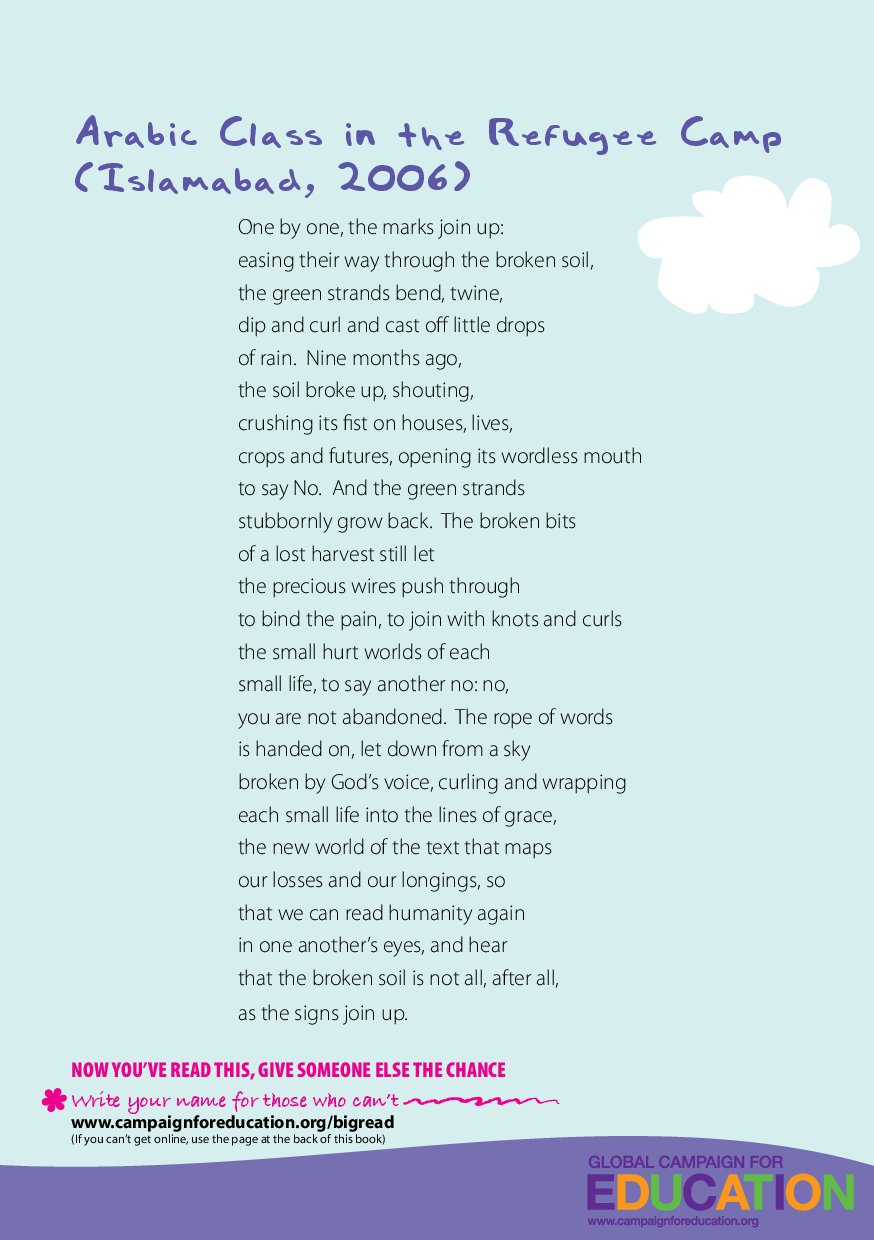 Arabic Class in the Refugee Camp
(Islamabad, 2006)
One by one, the marks join up:
easing their way through the broken soil,
the green strands bend, twine,
dip and curl and cast off little drops
of rain.  Nine months ago,
the soil broke up, shouting,
crushing its fist on houses, lives,
crops and futures, opening its wordless mouth
to say No.  And the green strands
stubbornly grow back.  The broken bits
of a lost harvest still let
the precious wires push through
to bind the pain, to join with knots and curls
the small hurt worlds of each
small life, to say another no: no,
you are not abandoned.  The rope of words
is handed on, let down from a sky
broken by God’s voice, curling and wrapping
each small life into the lines of grace,
the new world of the text that maps
our losses and our longings, so
that we can read humanity again
in one another’s eyes, and hear
that the broken soil is not all, after all,
as the signs join up.
NOW YOU’VE READ THIS, GIVE SOMEONE ELSE THE CHANCE
Write your name for those who can’t
www.campaignforeducation.org/bigread
(If you can’t get online, use the page at the back of this book)
GLOBAL CAMPAIGN FOR
EDUCATION
www.campaignforeducation.org